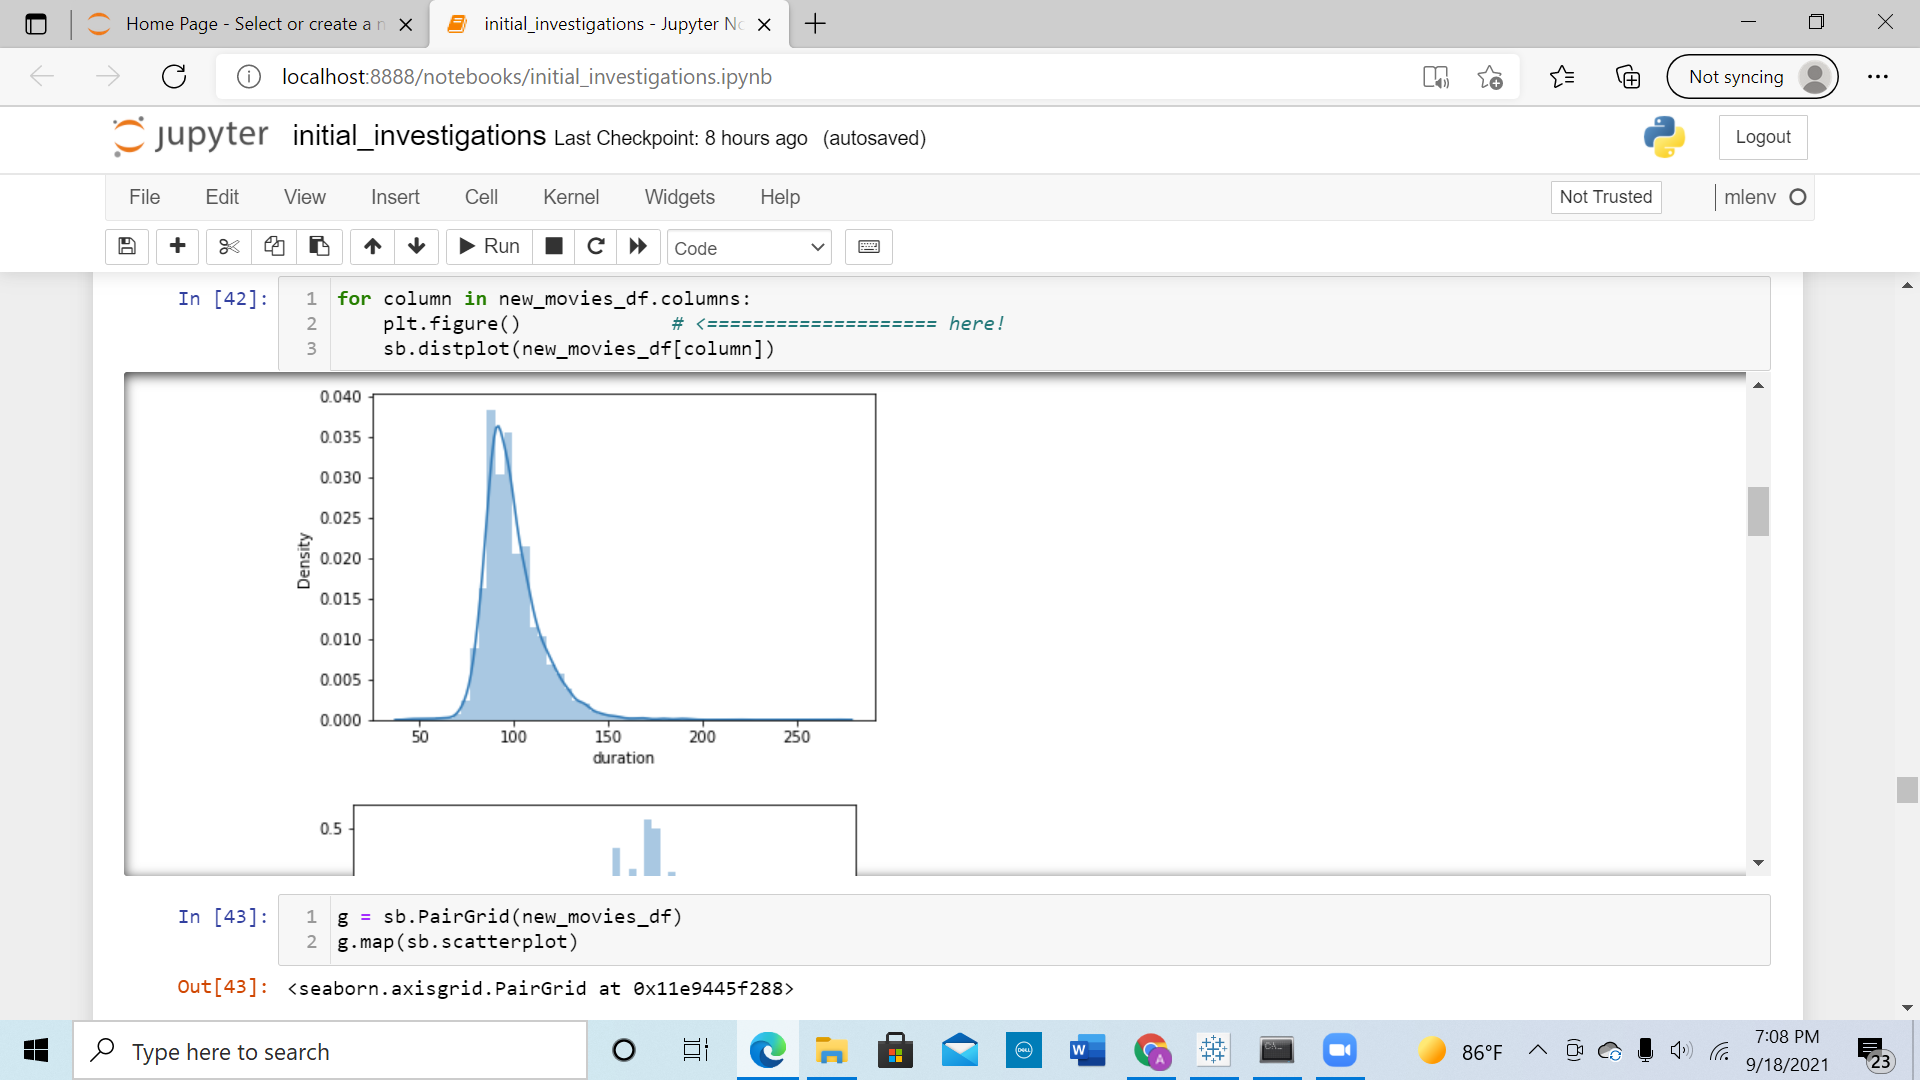 Home Page - Select or create a n
initial_investigations - Jupyter No
localhost:8888/notebooks/initial_investigations.ipynb
Not syncing
jupyter initial_investigations Last Checkpoint: 8 hours ago (autosaved)
Logout
File Edit View Insert Cell Kernel Widgets Help
Not Trusted
mlenv
Run
Code
In [42]:
1 for column in new_movies_df.columns:
2 plt.figure() # <==================== here!
3 sb.distplot(new_movies_df[column])
0.040
0.035
0.030
0.025
0.020
0.015
0.010
0.005
0.000
Density
50 100 150 200 250
duration
0.5
In [43]:
1 g = sb.PairGrid(new_movies_df)
2 g.map(sb.scatterplot)
Out[43]: <seaborn.axisgrid.PairGrid at 0x11e9445f288>
Type here to search
DELL
W
A
C:\
86°F
7:08 PM
9/18/2021
23